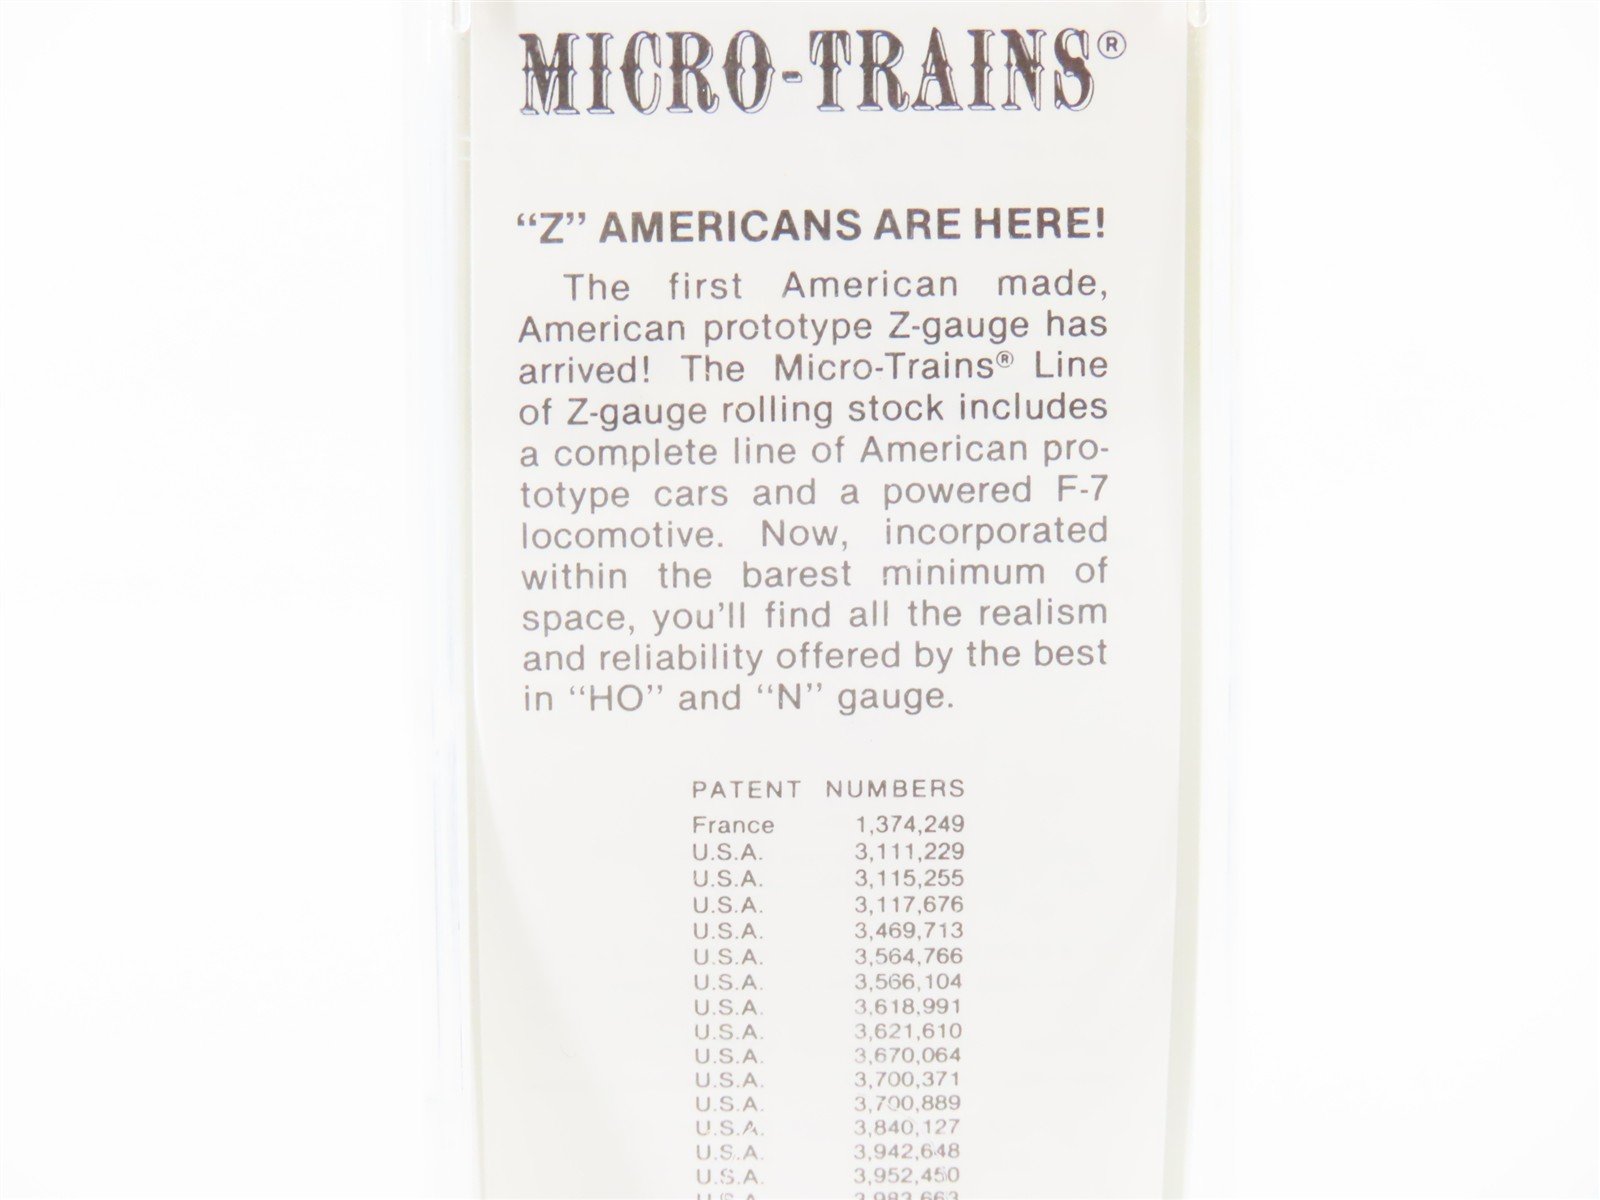 MICRO-TRAINS®
“Z” AMERICANS ARE HERE!
The first American made,
American prototype Z-gauge has
arrived! The Micro-Trains® Line
of Z-gauge rolling stock includes
a complete line of American pro-
totype cars and a powered F-7
locomotive. Now, incorporated
within the barest minimum of
space, you’ll find all the realism
and reliability offered by the best
in “HO” and “N” gauge.
PATENT NUMBERS
France 1,374,249
U.S.A. 3,111,229
U.S.A. 3,115,255
U.S.A. 3,117,676
U.S.A. 3,469,713
U.S.A. 3,564,766
U.S.A. 3,566,104
U.S.A. 3,618,991
U.S.A. 3,621,610
U.S.A. 3,670,064
U.S.A. 3,700,371
U.S.A. 3,700,889
U.S.A. 3,840,127
U.S.A. 3,942,648
U.S.A. 3,952,450
U.S.A. 3,983,663